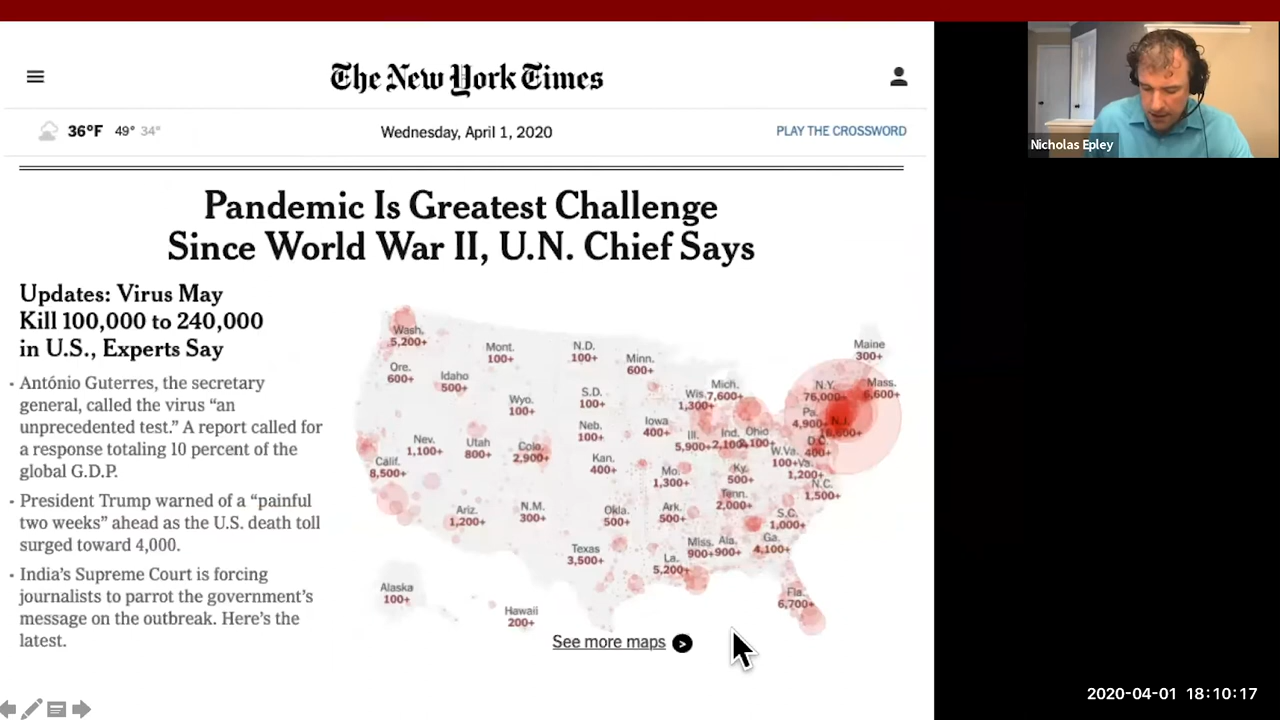 The New York Times
36°F 49° 34°
Wednesday, April 1, 2020
PLAY THE CROSSWORD
Nicholas Epley
Pandemic Is Greatest Challenge
Since World War II, U.N. Chief Says
Updates: Virus May
Kill 100,000 to 240,000
in U.S., Experts Say
• António Guterres, the secretary
general, called the virus “an
unprecedented test.” A report called for
a response totaling 10 percent of the
global G.D.P.
• President Trump warned of a “painful
two weeks” ahead as the U.S. death toll
surged toward 4,000.
• India’s Supreme Court is forcing
journalists to parrot the government’s
message on the outbreak. Here’s the
latest.
Wash.
5,200+
Ore.
600+
Idaho
500+
Mont.
100+
N.D.
100+
Minn.
600+
Maine
300+
Wyo.
100+
S.D.
100+
Wis.
1,300+
Mich.
7,600+
N.Y.
76,000+
Mass.
6,600+
Nev.
1,100+
Utah
800+
Colo.
2,900+
Neb.
100+
Iowa
400+
Ill.
5,900+
Ind.
2,100+
Ohio
Pa.
4,900+
N.J.
D.C.
400+
Calif.
8,500+
Kan.
400+
Mo.
1,300+
Ky.
500+
W.Va.
100+
Va.
1,200+
Ariz.
1,200+
N.M.
300+
Okla.
500+
Ark.
500+
Tenn.
2,000+
N.C.
1,500+
Texas
3,500+
La.
5,200+
Miss.
900+
Ala.
900+
Ga.
4,100+
S.C.
1,000+
Alaska
100+
Hawaii
200+
Fla.
6,700+
See more maps
2020-04-01 18:10:17